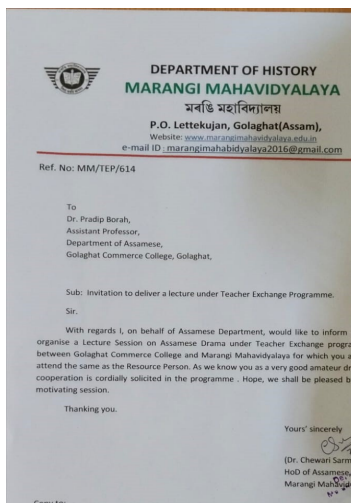 DEPARTMENT OF HISTORY
MARANGI MAHAVIDYALAYA
মৰঙি মহাবিদ্যালয়
P.O. Lettekujan, Golaghat(Assam),
Website: www.marangimahavidyalaya.edu.in
e-mail ID : marangimahabidyalaya2016@gmail.com
Ref. No: MM/TEP/614
To
Dr. Pradip Borah,
Assistant Professor,
Department of Assamese,
Golaghat Commerce College, Golaghat,
Sub: Invitation to deliver a lecture under Teacher Exchange Programme.
Sir.
With regards I, on behalf of Assamese Department, would like to inform
organise a Lecture Session on Assamese Drama under Teacher Exchange progra
between Golaghat Commerce College and Marangi Mahavidyalaya for which you a
attend the same as the Resource Person. As we know you as a very good amateur dr
cooperation is cordially solicited in the programme . Hope, we shall be pleased b
motivating session.
Thanking you.
Yours' sincerely
(Dr. Chewari Sarm
HoD of Assamese,
Marangi Mahavid